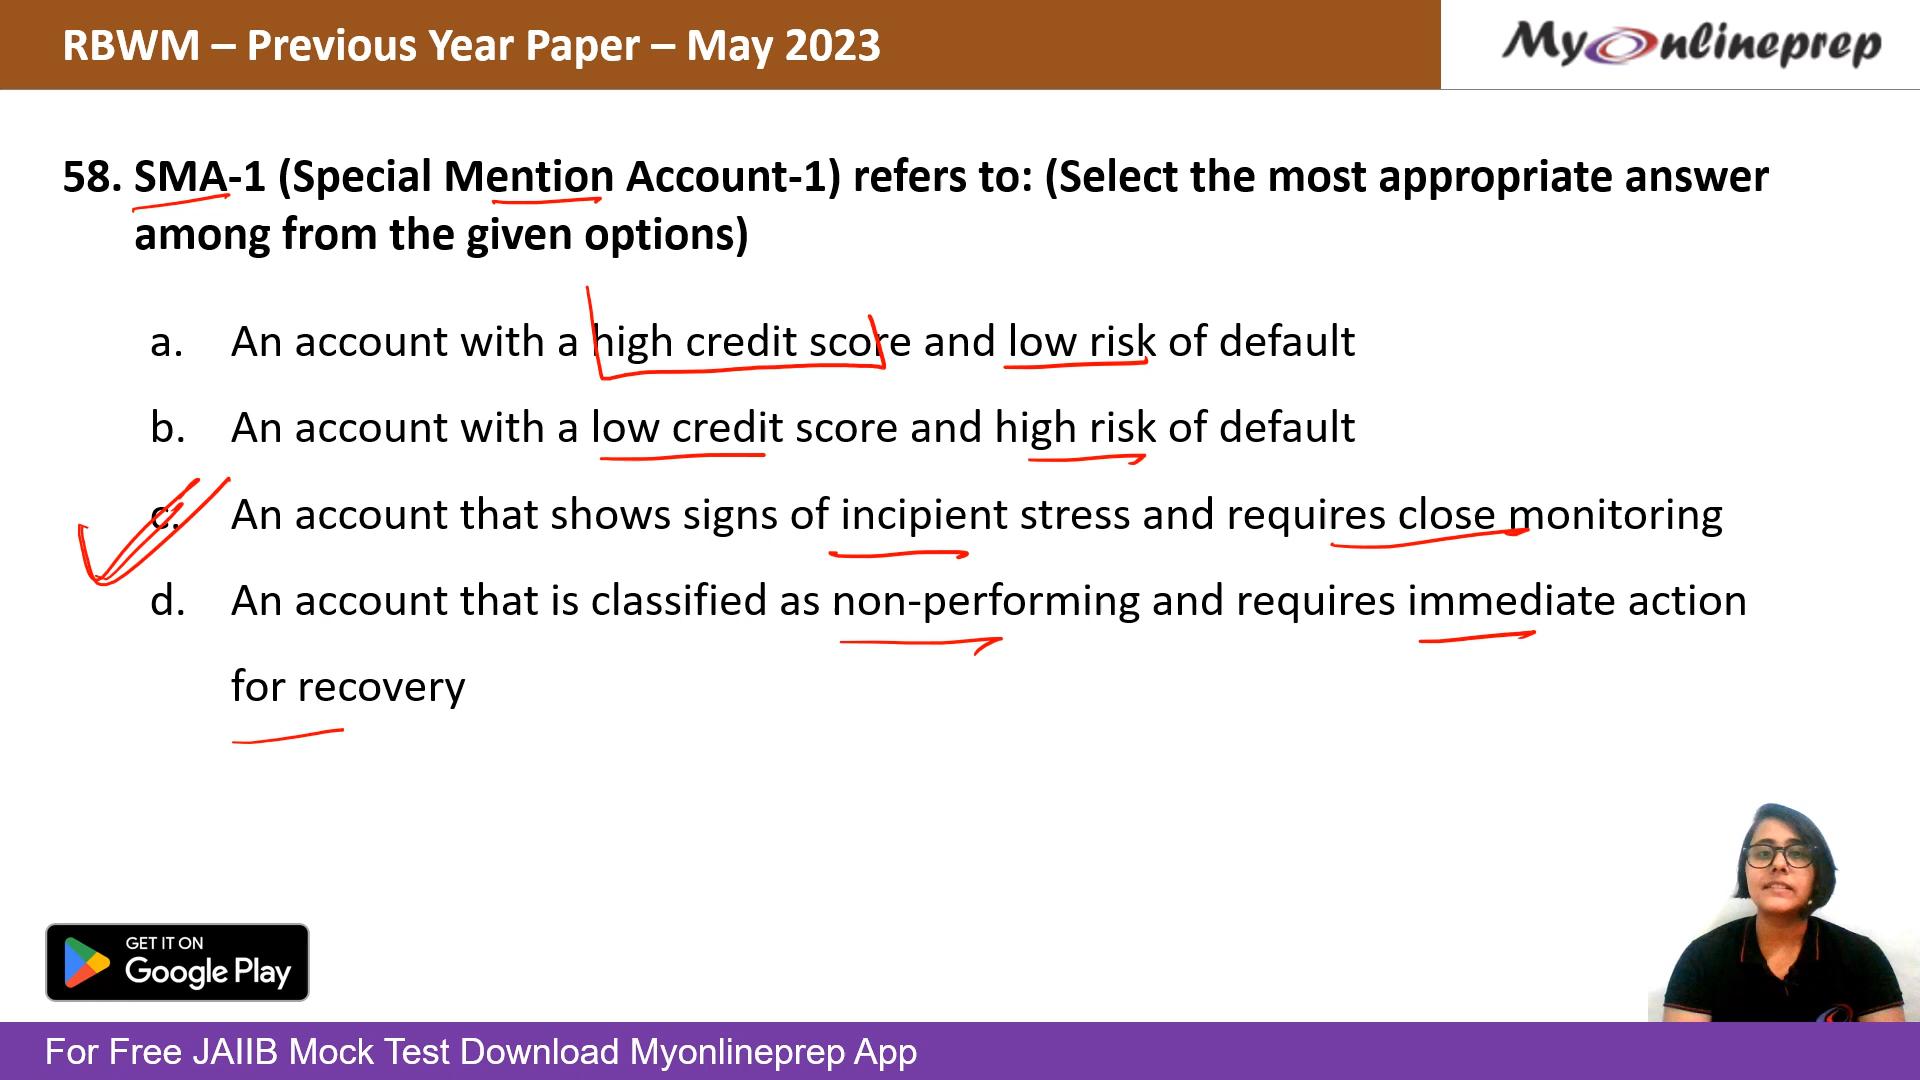 RBWM – Previous Year Paper – May 2023
Myonlineprep
58. SMA-1 (Special Mention Account-1) refers to: (Select the most appropriate answer
among from the given options)
a. An account with a high credit score and low risk of default
b. An account with a low credit score and high risk of default
c. An account that shows signs of incipient stress and requires close monitoring
d. An account that is classified as non-performing and requires immediate action
for recovery
GET IT ON
Google Play
For Free JAIIB Mock Test Download Myonlineprep App